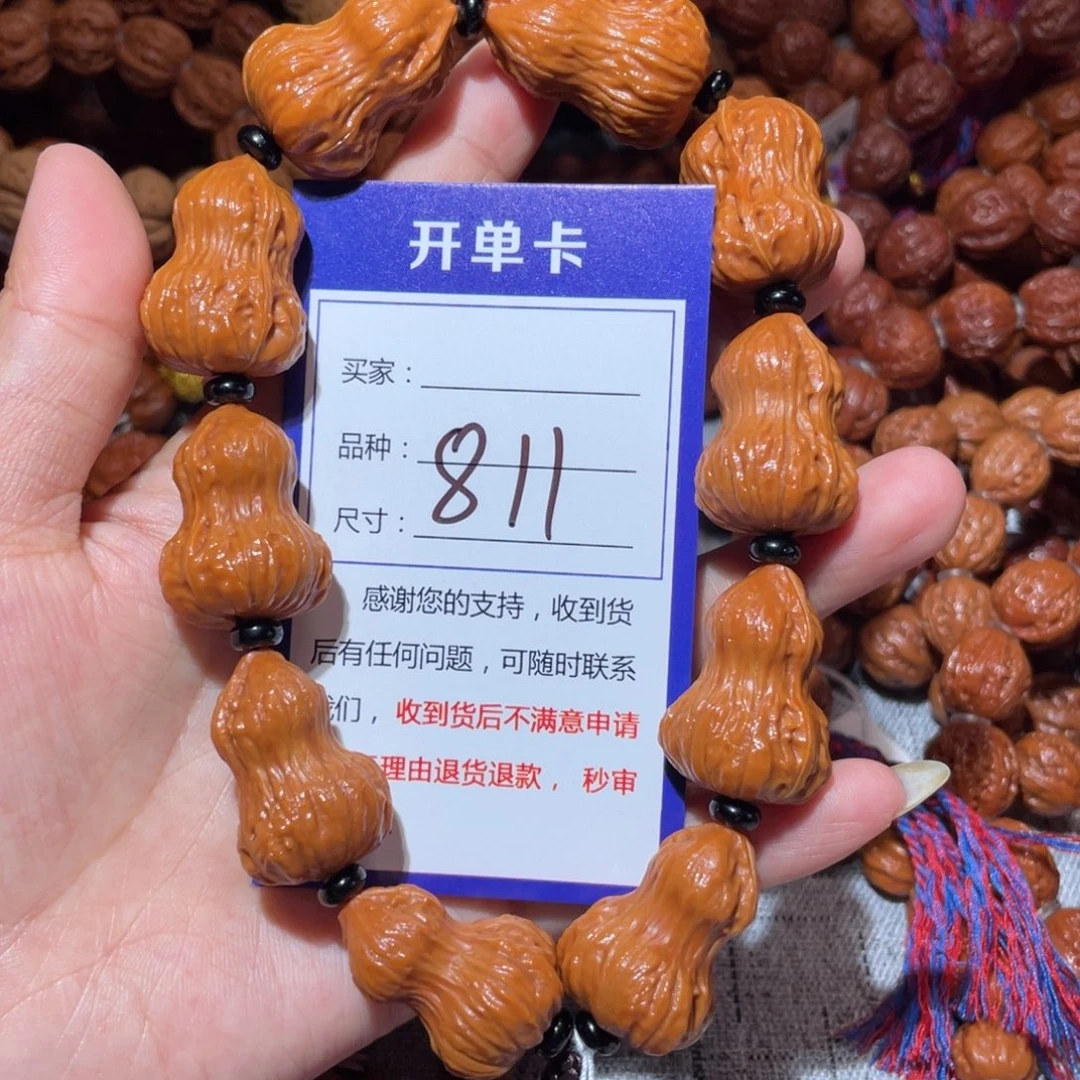 开单卡
买家：
品种：811
尺寸：
感谢您的支持，收到货
后有任何问题，可随时联系
们，收到货后不满意申请
理由退货退款，秒审